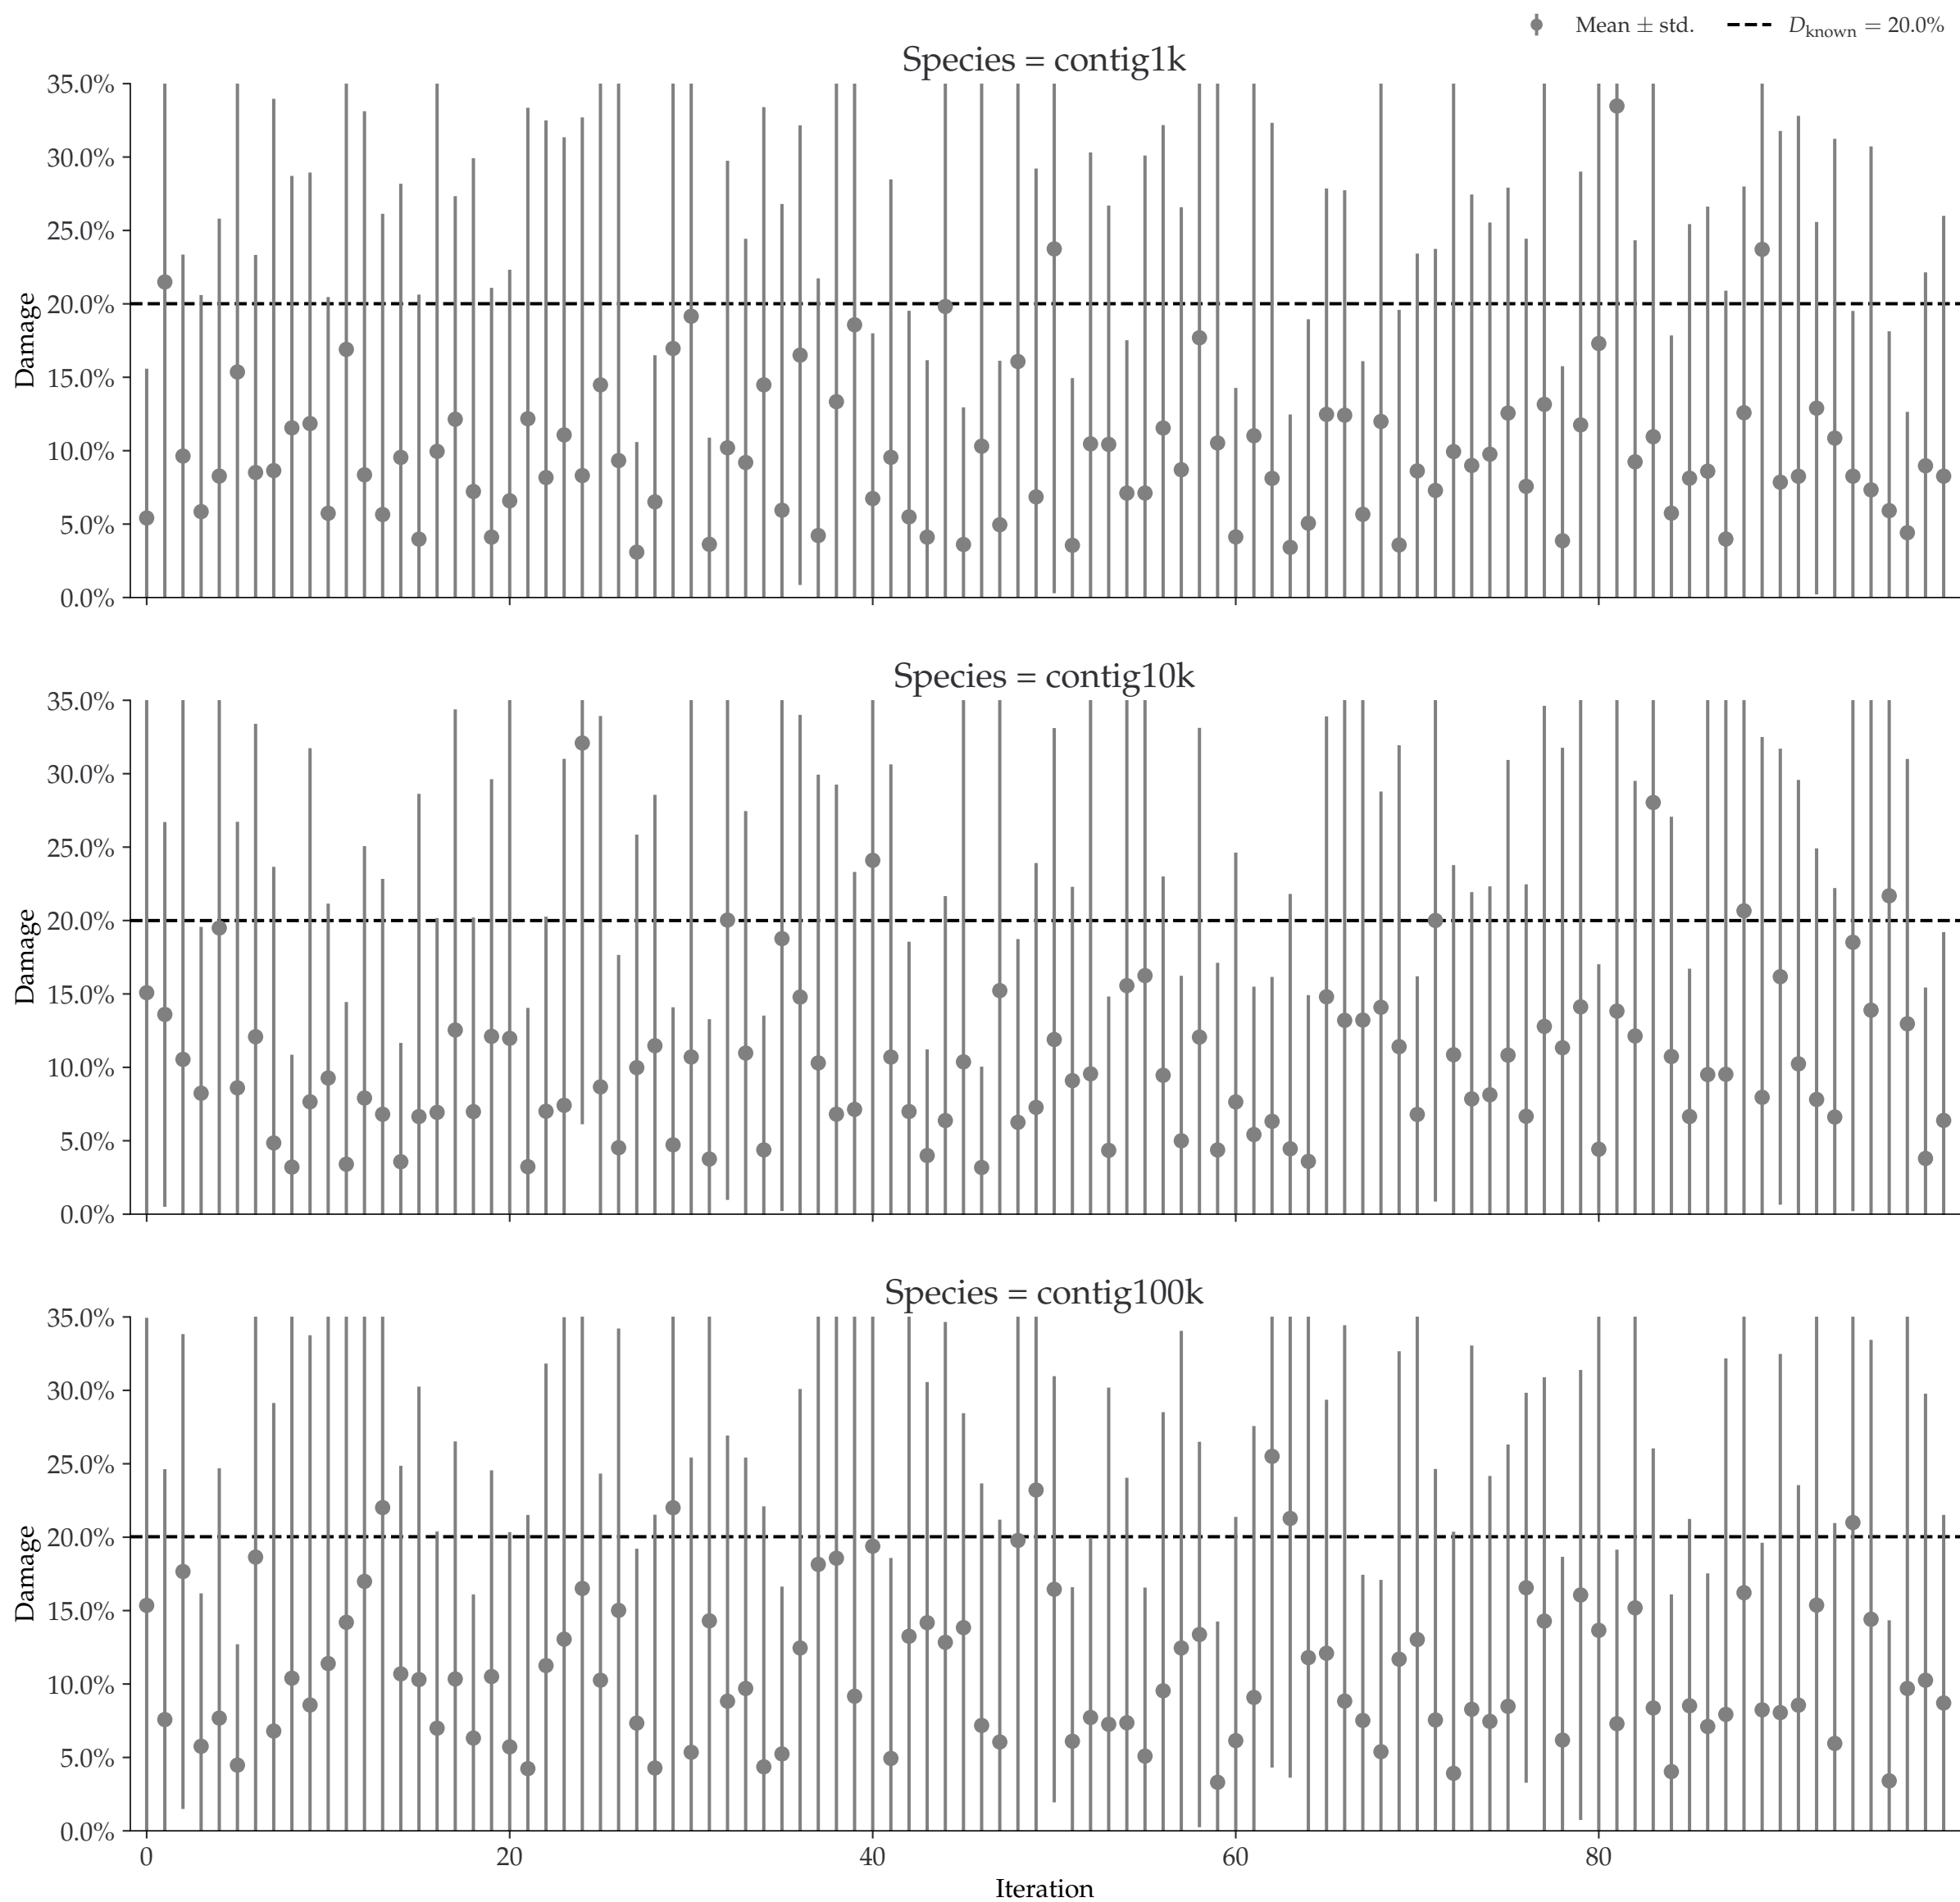 Mean ± std.
D_known = 20.0%
Species = contig1k
35.0%
30.0%
25.0%
20.0%
15.0%
10.0%
5.0%
0.0%
Damage
Species = contig10k
35.0%
30.0%
25.0%
20.0%
15.0%
10.0%
5.0%
0.0%
Damage
Species = contig100k
35.0%
30.0%
25.0%
20.0%
15.0%
10.0%
5.0%
0.0%
Damage
0 20 40 60 80
Iteration